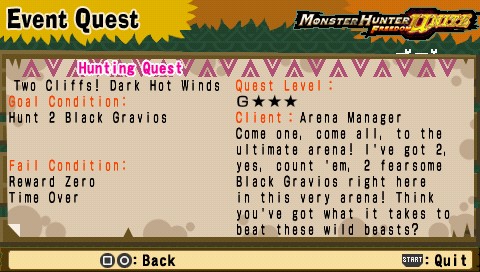 Event Quest
MONSTER HUNTER
FREEDOM UNITE
Hunting Quest
Two Cliffs! Dark Hot Winds
Goal Condition:
Hunt 2 Black Gravios
Fail Condition:
Reward Zero
Time Over
Quest Level:
G★★★
Client: Arena Manager
Come one, come all, to the
ultimate arena! I've got 2,
yes, count 'em, 2 fearsome
Black Gravios right here
in this very arena! Think
you've got what it takes to
beat these wild beasts?
□○: Back
START: Quit